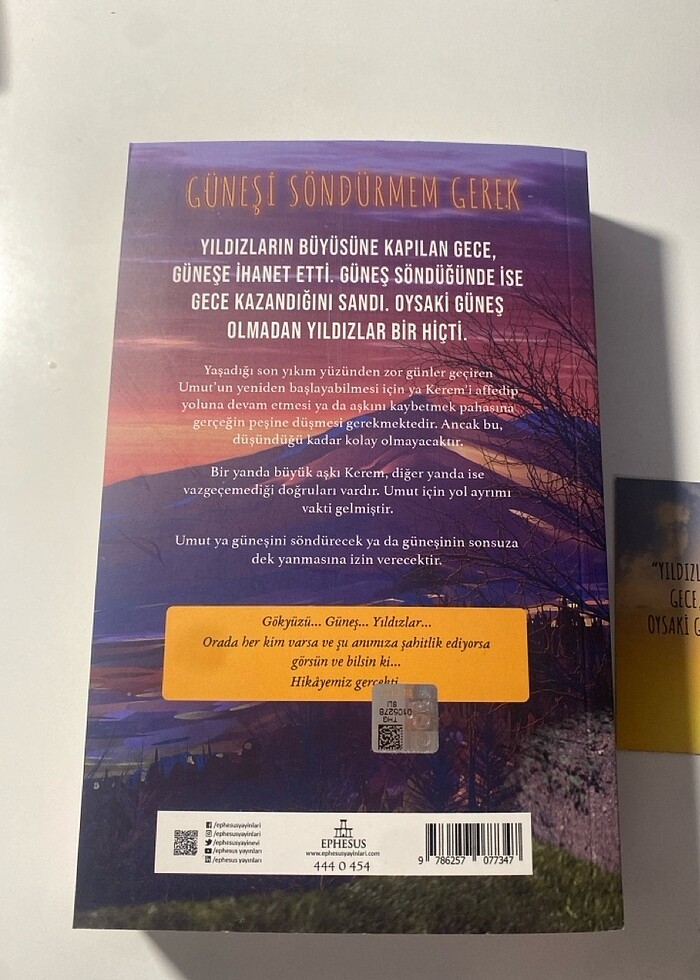 GÜNEŞİ SÖNDÜRMEM GEREK
YILDIZLARIN BÜYÜSÜNE KAPILAN GECE,
GÜNEŞE İHANET ETTİ. GÜNEŞ SÖNDÜĞÜNDE İSE
GECE KAZANDIĞINI SANDI. OYSAKİ GÜNEŞ
OLMADAN YILDIZLAR BİR HİÇTİ.
Yaşadığı son yıkım yüzünden zor günler geçiren
Umut'un yeniden başlayabilmesi için ya Kerem'i affedip
yoluna devam etmesi ya da aşkını kaybetmek pahasına
gerçeğin peşine düşmesi gerekmektedir. Ancak bu,
düşündüğü kadar kolay olmayacaktır.
Bir yanda büyük aşkı Kerem, diğer yanda ise
vazgeçemediği doğruları vardır. Umut için yol ayrımı
vakti gelmiştir.
Umut ya güneşini söndürecek ya da güneşinin sonsuza
dek yanmasına izin verecektir.
Gökyüzü... Güneş... Yıldızlar...
Orada her kim varsa ve şu anımıza şahitlik ediyorsa
görsün ve bilsin ki...
Hikâyemiz gerçekti
THG
0105278
SLI
/ephesusyayinlari
/ephesusyayinlari
/ephesusyayinevi
/ephesus yayınları
/ephesus yayınları
EPHESUS
www.ephesusyayinlari.com
444 0 454
9 786257 077347
"YILDIZL
GECE
OYSAKİ G